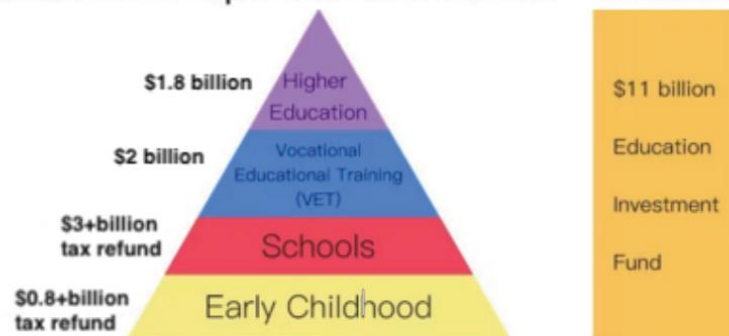 $1.8 billion
Higher
Education
$2 billion
Vocational
Educational Training
(VET)
$3+billion
tax refund
Schools
$0.8+billion
tax refund
Early Childhood
$11 billion
Education
Investment
Fund